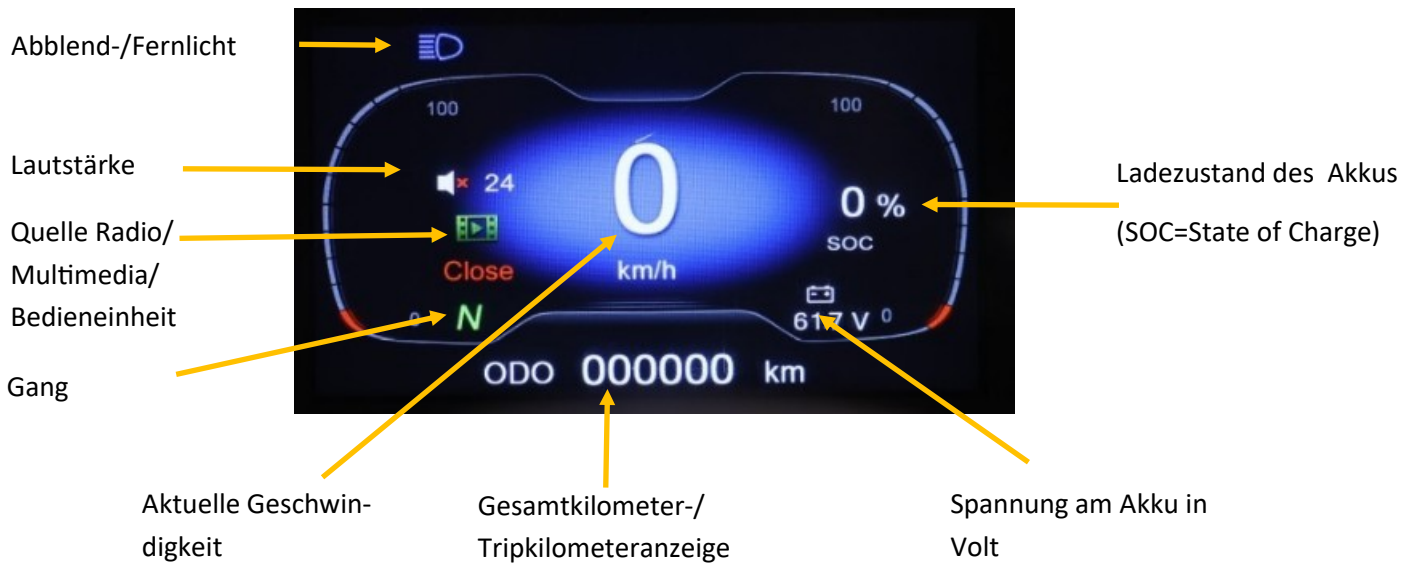 Abblend-/Fernlicht
100
100
Lautstärke
24
0 %
SOC
Ladezustand des Akkus
(SOC=State of Charge)
Quelle Radio/
Multimedia/
Bedieneinheit
Close
0
km/h
0
N
61.7 V
0
Gang
ODO 000000 km
Aktuelle Geschwin-
digkeit
Gesamtkilometer-/
Tripkilometeranzeige
Spannung am Akku in
Volt